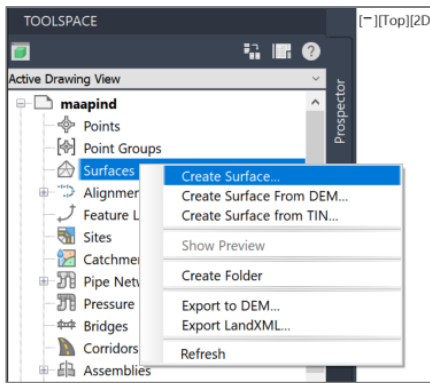 TOOLSPACE
[−][Top][2D
Active Drawing View
Prospector
maapind
Points
Point Groups
Surfaces
Create Surface...
Alignmer
Create Surface From DEM...
Feature L
Create Surface from TIN...
Sites
Show Preview
Catchmer
Pipe Netw
Create Folder
Pressure
Export to DEM...
Bridges
Export LandXML...
Corridors
Refresh
Assemblies